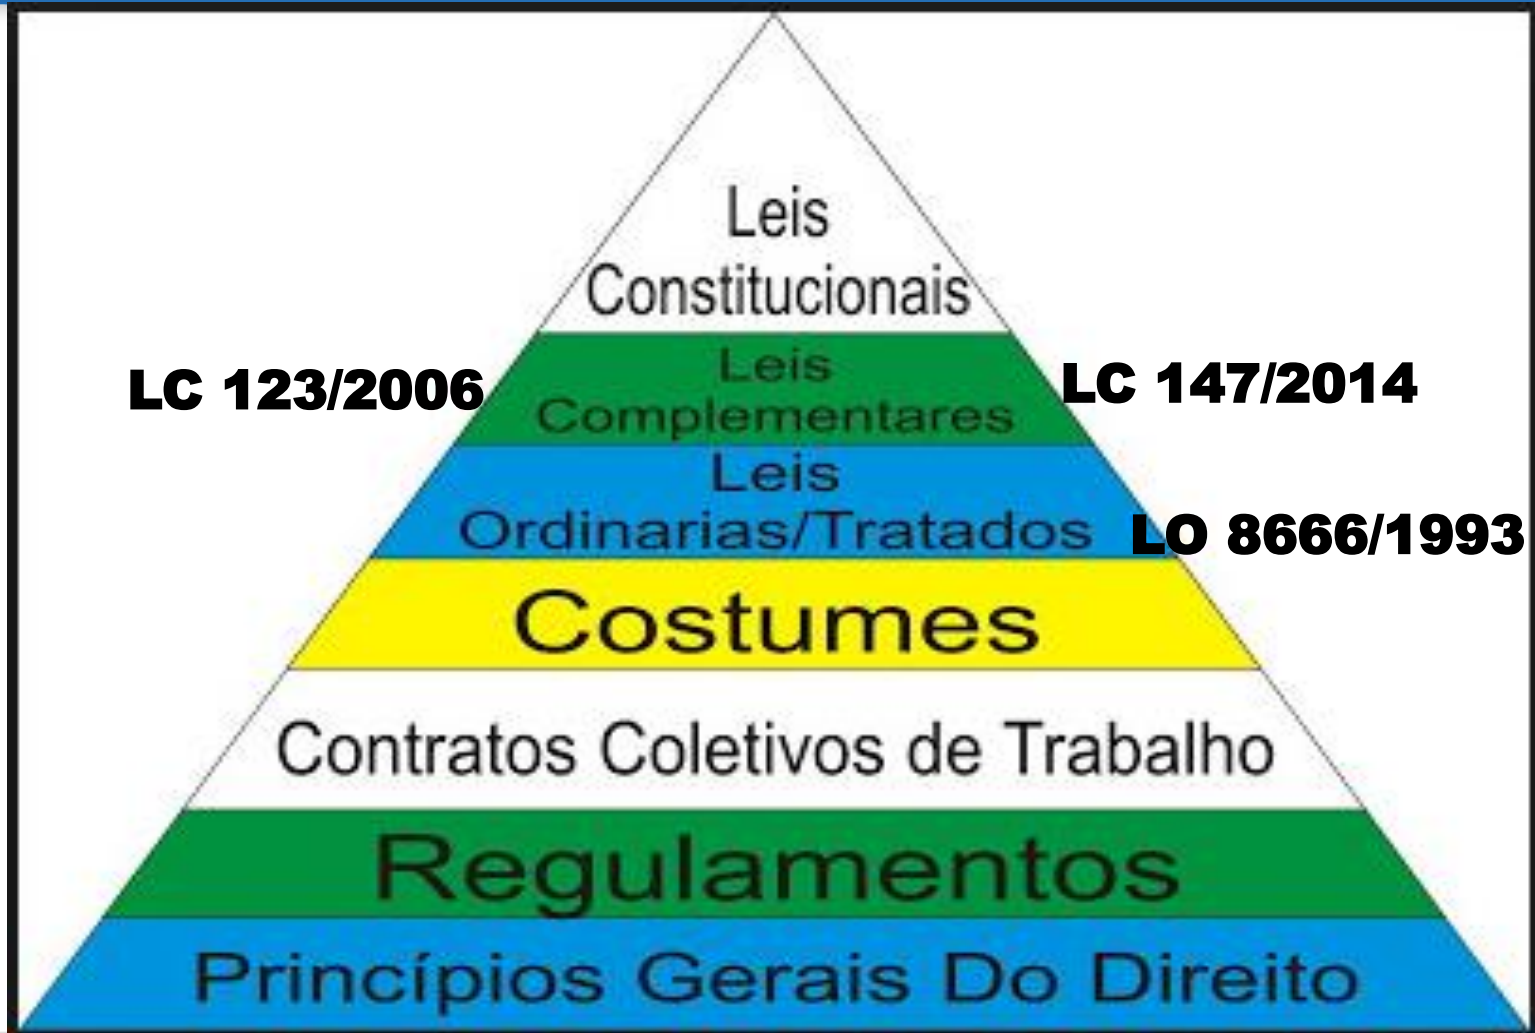 Leis
Constitucionais
LC 123/2006
Leis
Complementares
LC 147/2014
Leis
Ordinarias/Tratados
LO 8666/1993
Costumes
Contratos Coletivos de Trabalho
Regulamentos
Princípios Gerais Do Direito